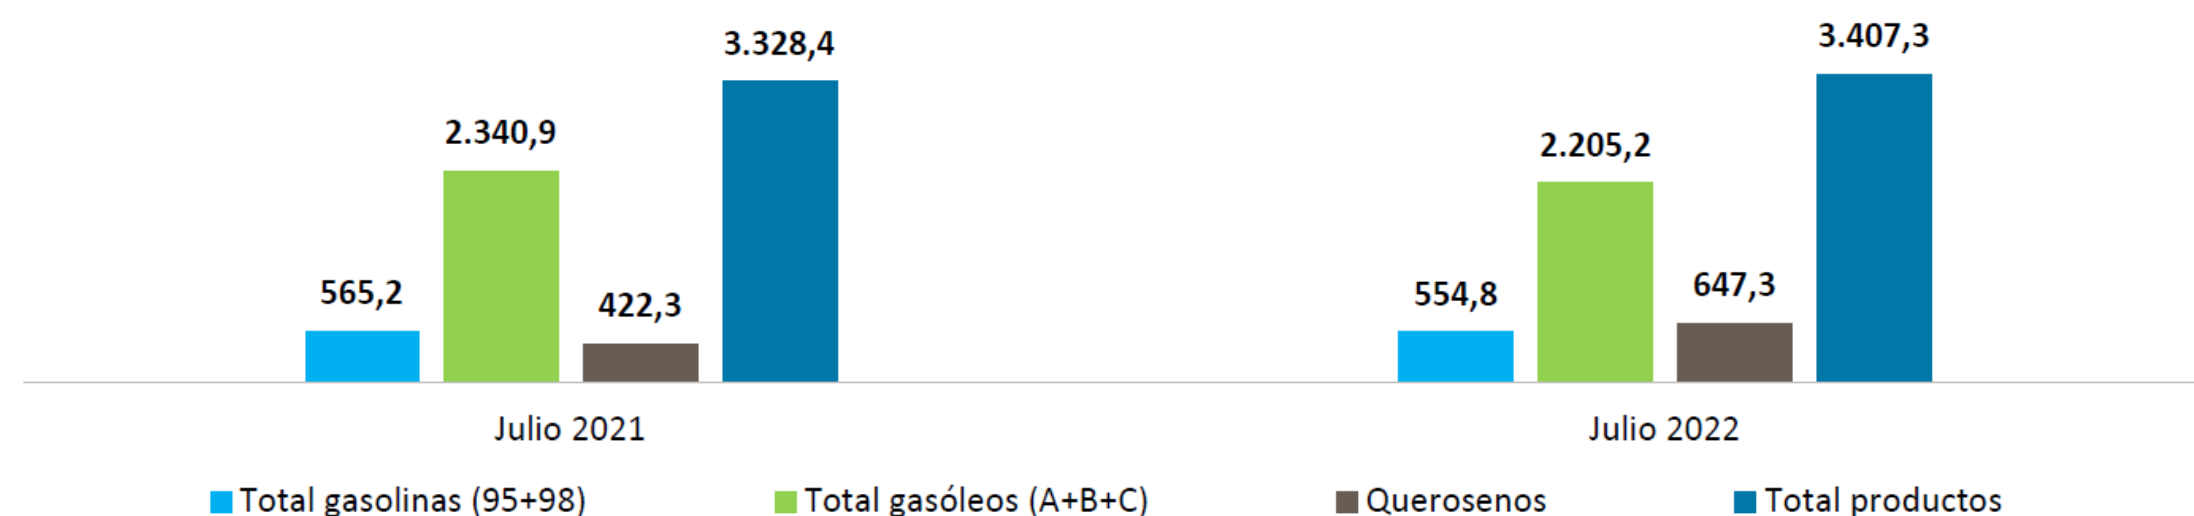 3.328,4
3.407,3
2.340,9
2.205,2
565,2
422,3
554,8
647,3
Julio 2021
Julio 2022
Total gasolinas (95+98)
Total gasóleos (A+B+C)
Querosenos
Total productos